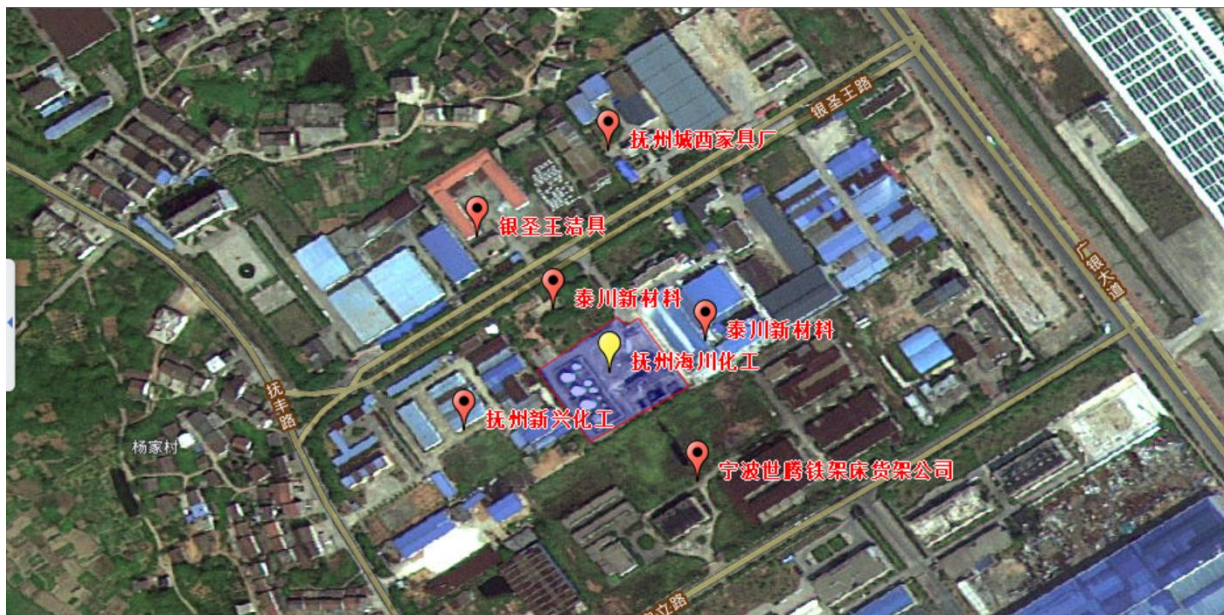 银圣王路
抚州城西家具厂
银圣王洁具
广银大道
泰川新材料
泰川新材料
抚州海川化工
抚丰路
抚州新兴化工
杨家村
宁波世腾铁架床货架公司
立路